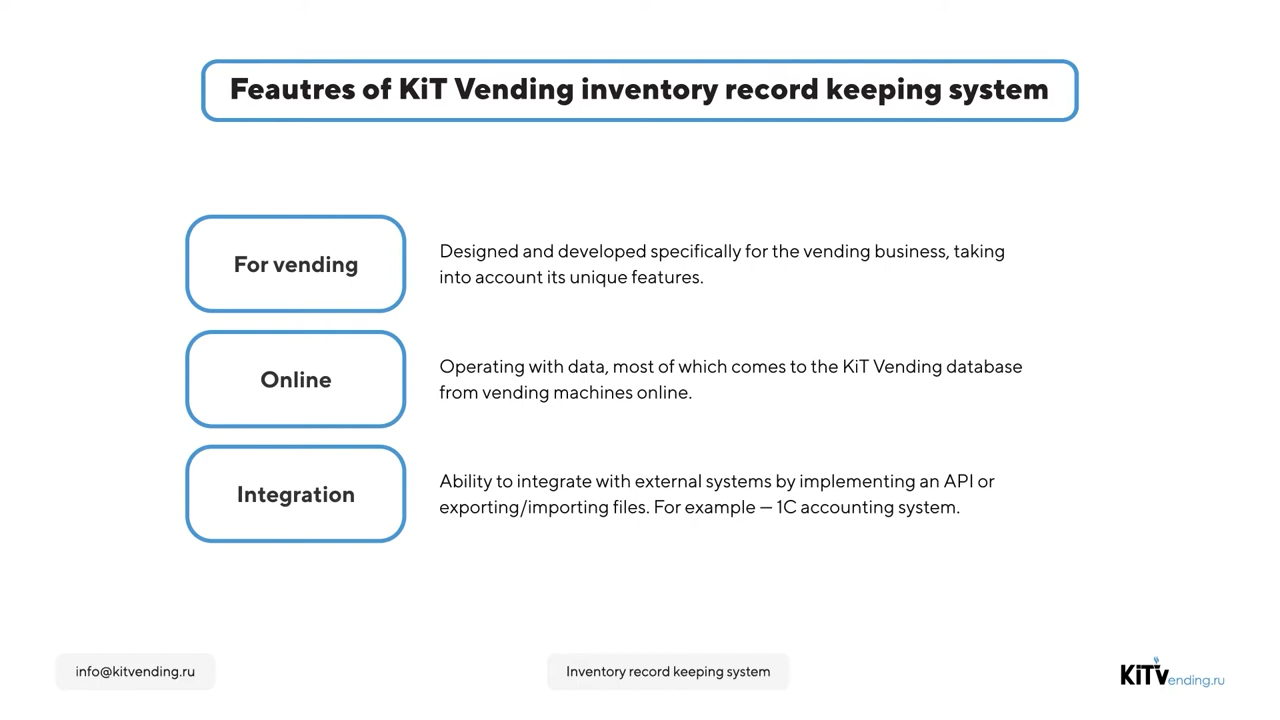 Feautres of KiT Vending inventory record keeping system
For vending
Designed and developed specifically for the vending business, taking
into account its unique features.
Online
Operating with data, most of which comes to the KiT Vending database
from vending machines online.
Integration
Ability to integrate with external systems by implementing an API or
exporting/importing files. For example — 1C accounting system.
info@kitvending.ru
Inventory record keeping system
KiTVending.ru